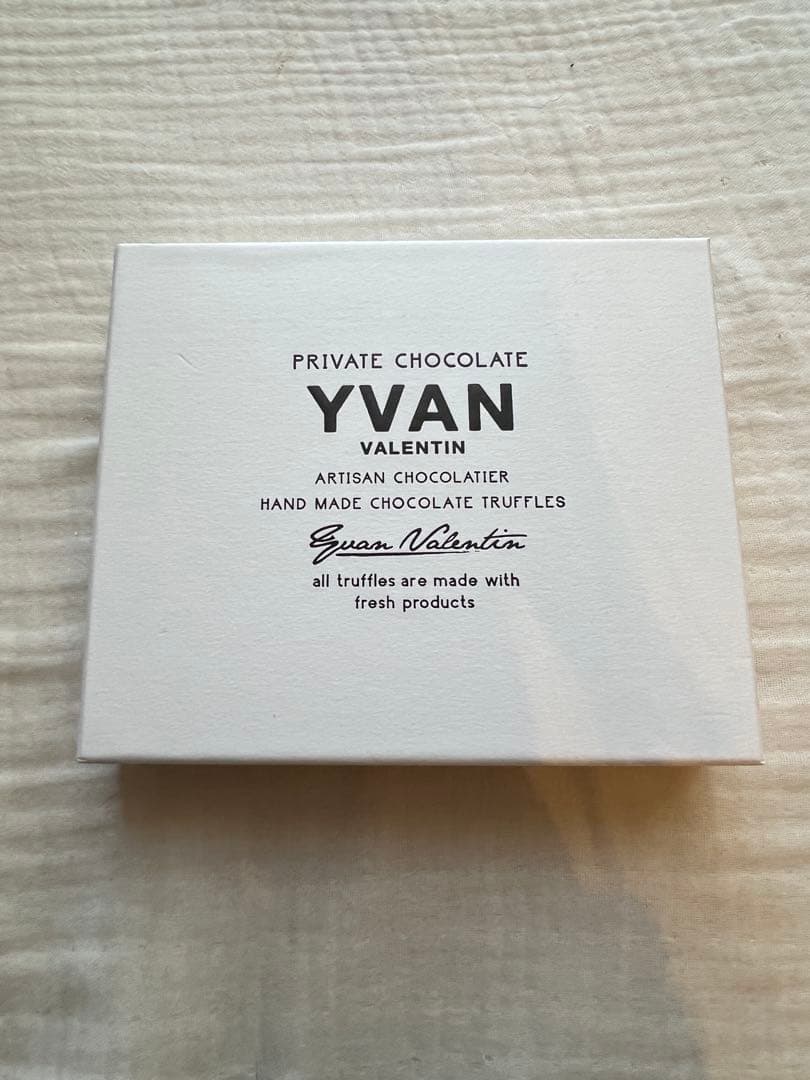 PRIVATE CHOCOLATE
YVAN
VALENTIN
ARTISAN CHOCOLATIER
HAND MADE CHOCOLATE TRUFFLES
Yvan Valentin
all truffles are made with
fresh products